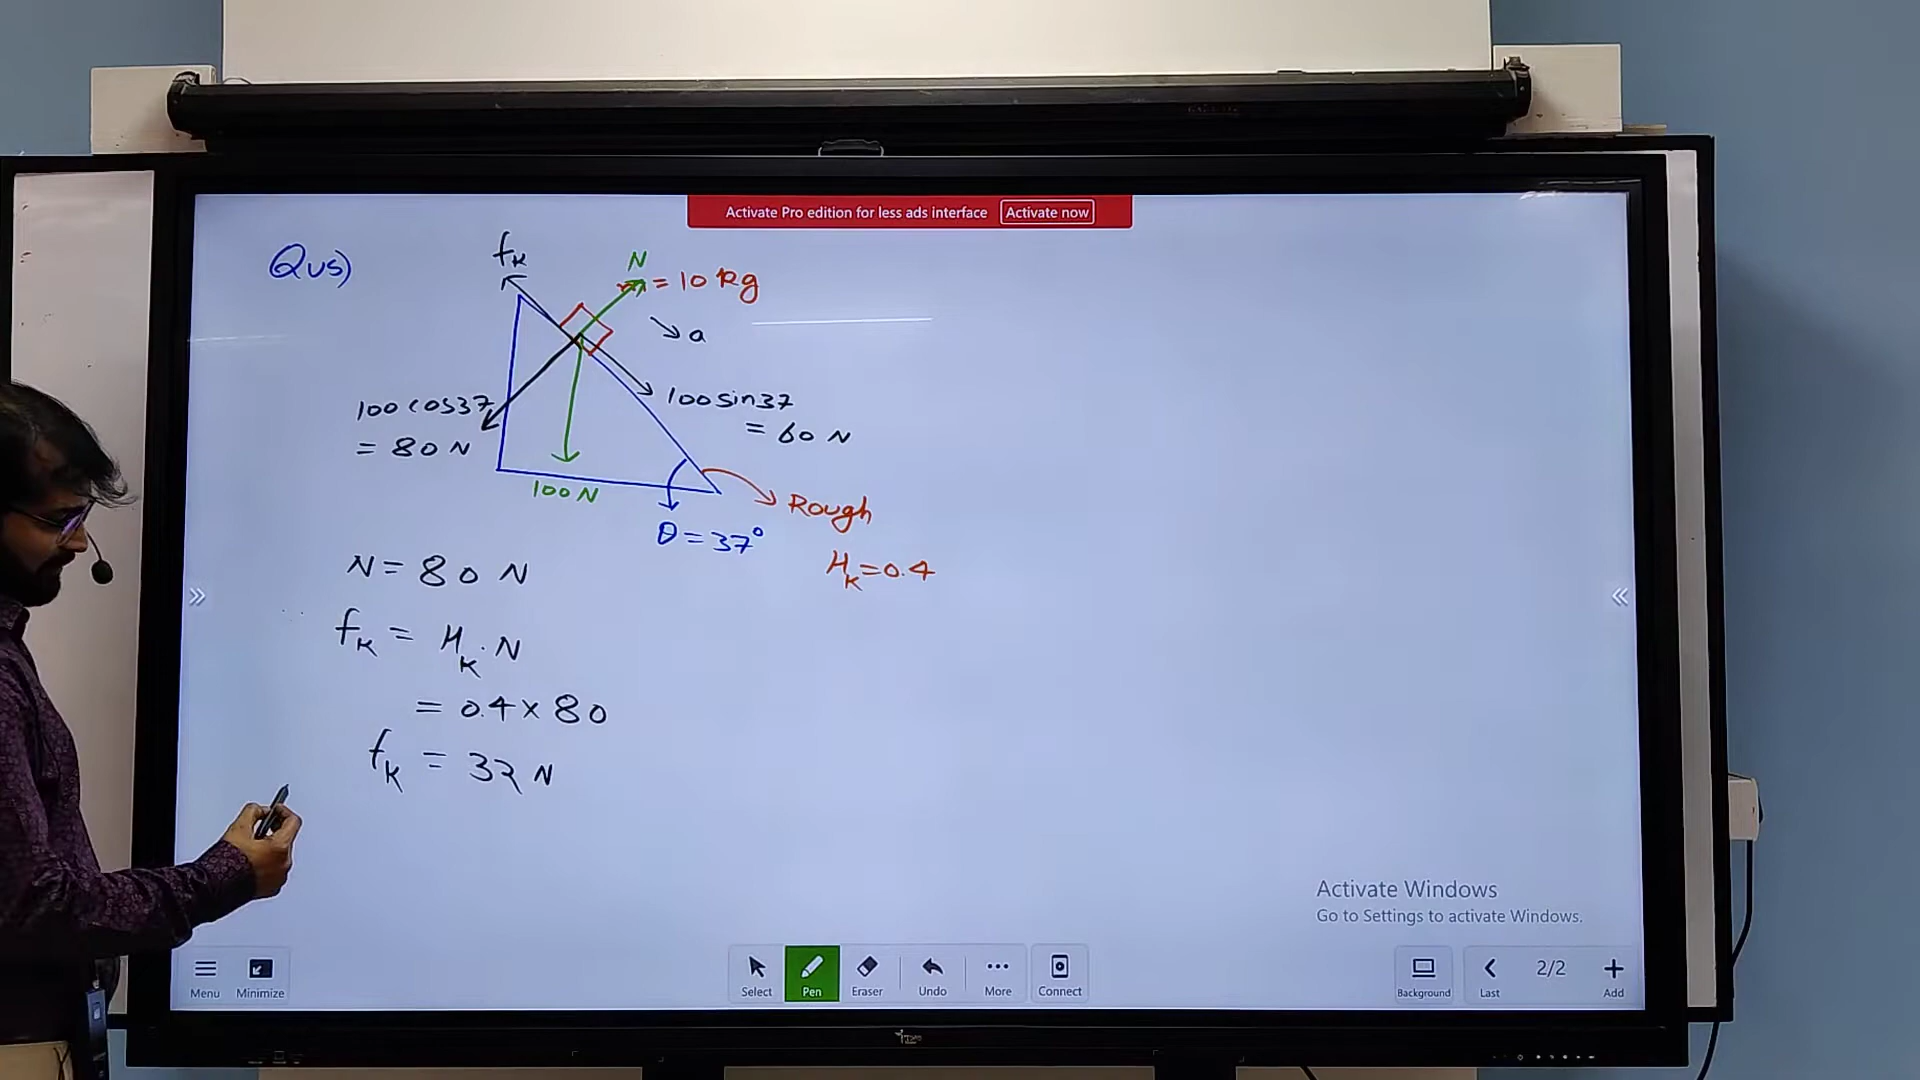 Activate Pro edition for less ads interface Activate now
Qus)
fk
N
m = 10 kg
a
100 cos37
= 80 N
100 sin37
= 60 N
100 N
Rough
θ = 37°
μk = 0.4
N = 80 N
fk = μk . N
= 0.4 × 80
fk = 32 N
Activate Windows
Go to Settings to activate Windows.
Menu
Minimize
Select
Pen
Eraser
Undo
More
Connect
Background
Last
2/2
Add